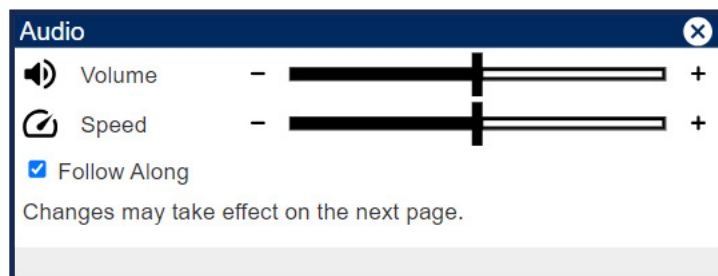 Audio
Volume - +
Speed - +
Follow Along
Changes may take effect on the next page.